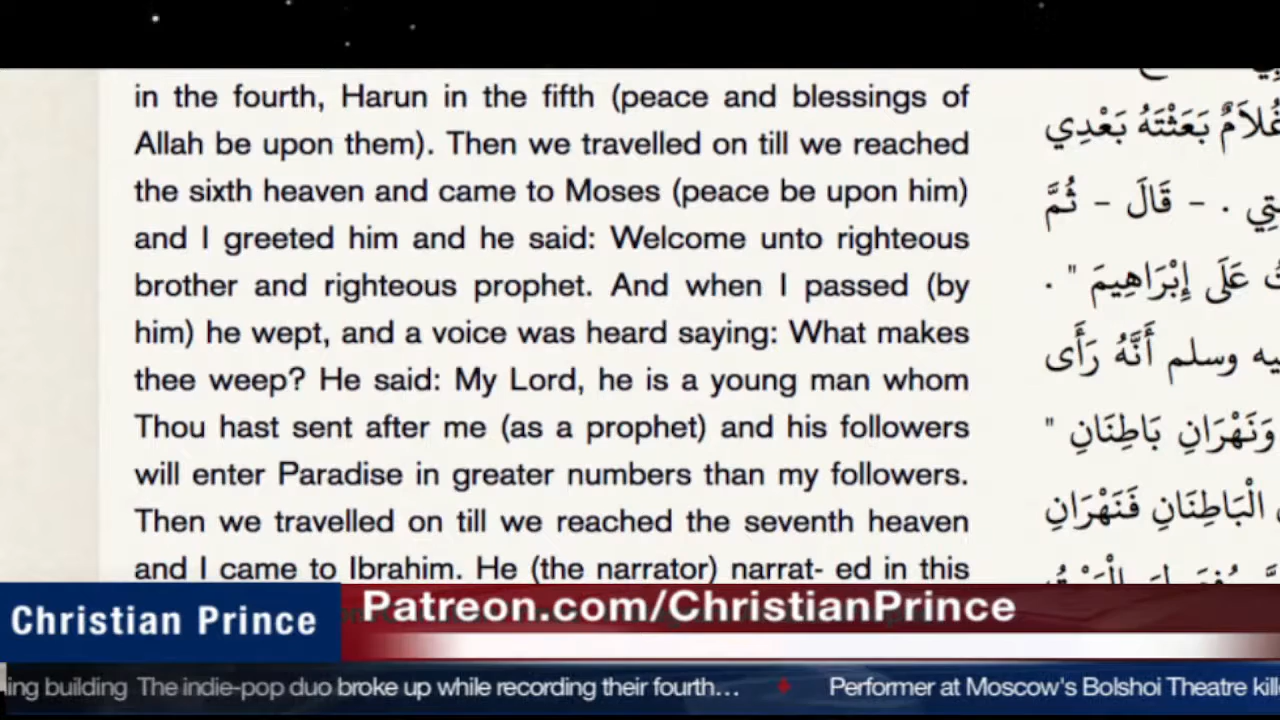 in the fourth, Harun in the fifth (peace and blessings of
Allah be upon them). Then we travelled on till we reached
the sixth heaven and came to Moses (peace be upon him)
and I greeted him and he said: Welcome unto righteous
brother and righteous prophet. And when I passed (by
him) he wept, and a voice was heard saying: What makes
thee weep? He said: My Lord, he is a young man whom
Thou hast sent after me (as a prophet) and his followers
will enter Paradise in greater numbers than my followers.
Then we travelled on till we reached the seventh heaven
and I came to Ibrahim. He (the narrator) narrat- ed in this
غُلاَمٌ بَعَثْتَهُ بَعْدِي
. - قَالَ - ثُمَّ
عَلَى إِبْرَاهِيمَ " .
وسلم أَنَّهُ رَأَى
وَنَهْرَانِ بَاطِنَانِ "
الْبَاطِنَانِ فَنَهْرَانِ
Christian Prince
Patreon.com/ChristianPrince
ing building The indie-pop duo broke up while recording their fourth… ♦ Performer at Moscow's Bolshoi Theatre kill